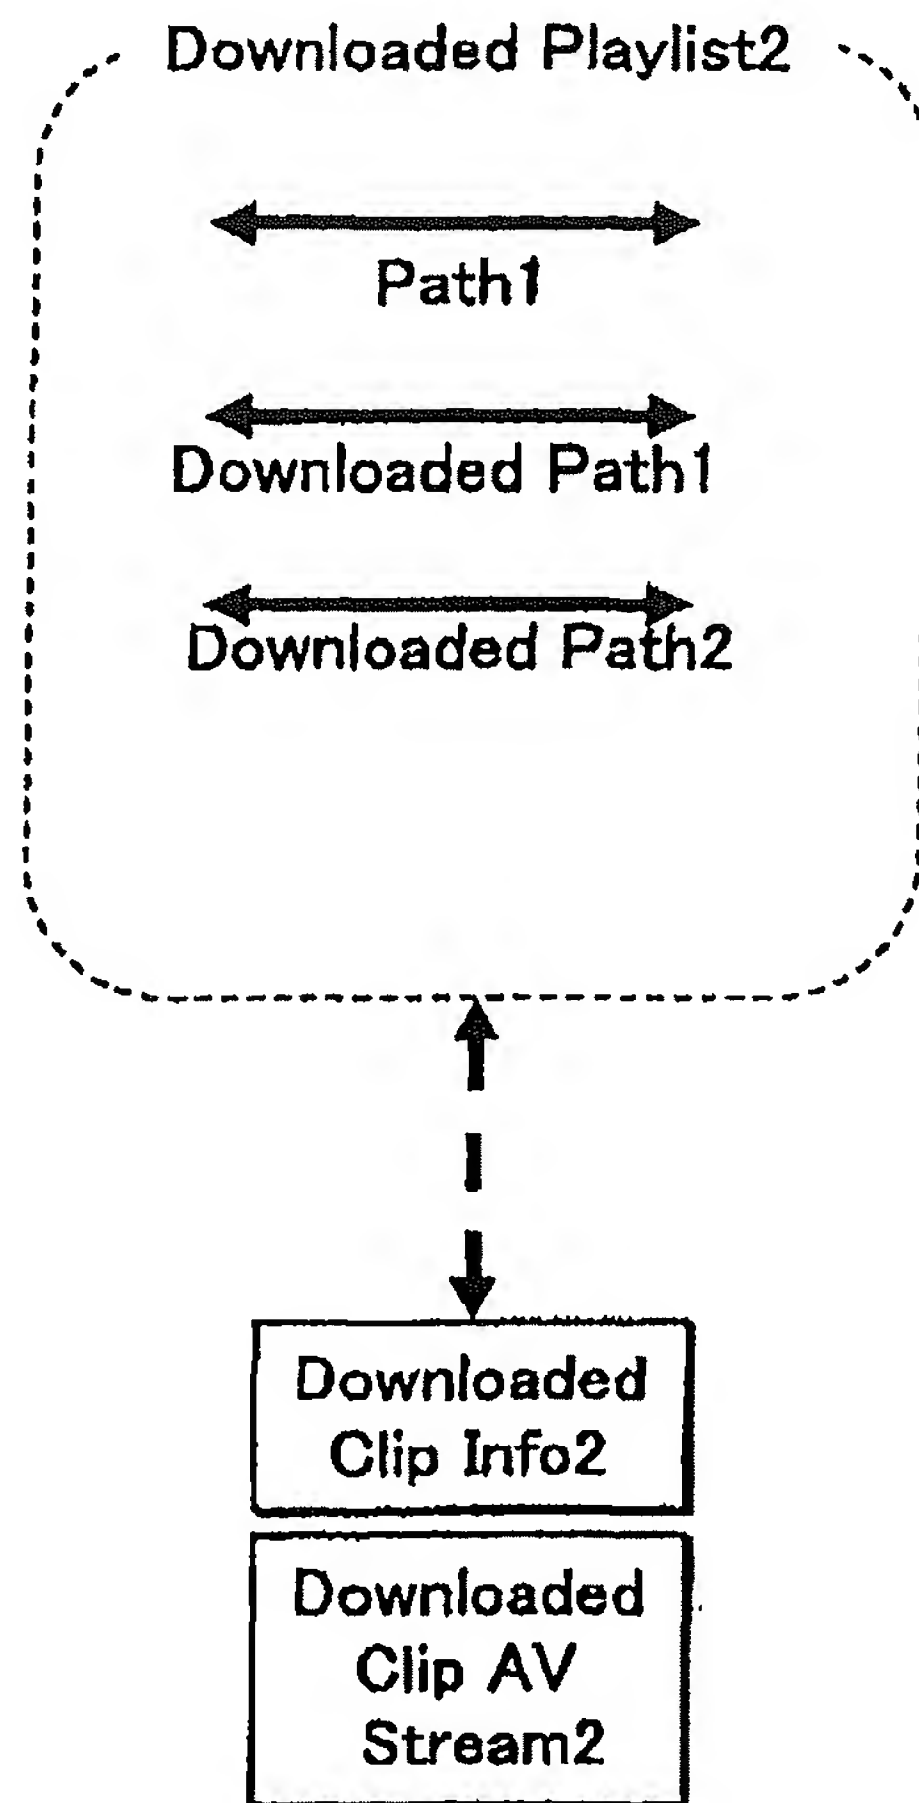 Downloaded Playlist2
Path1
Downloaded Path1
Downloaded Path2
Downloaded
Clip Info2
Downloaded
Clip AV
Stream2